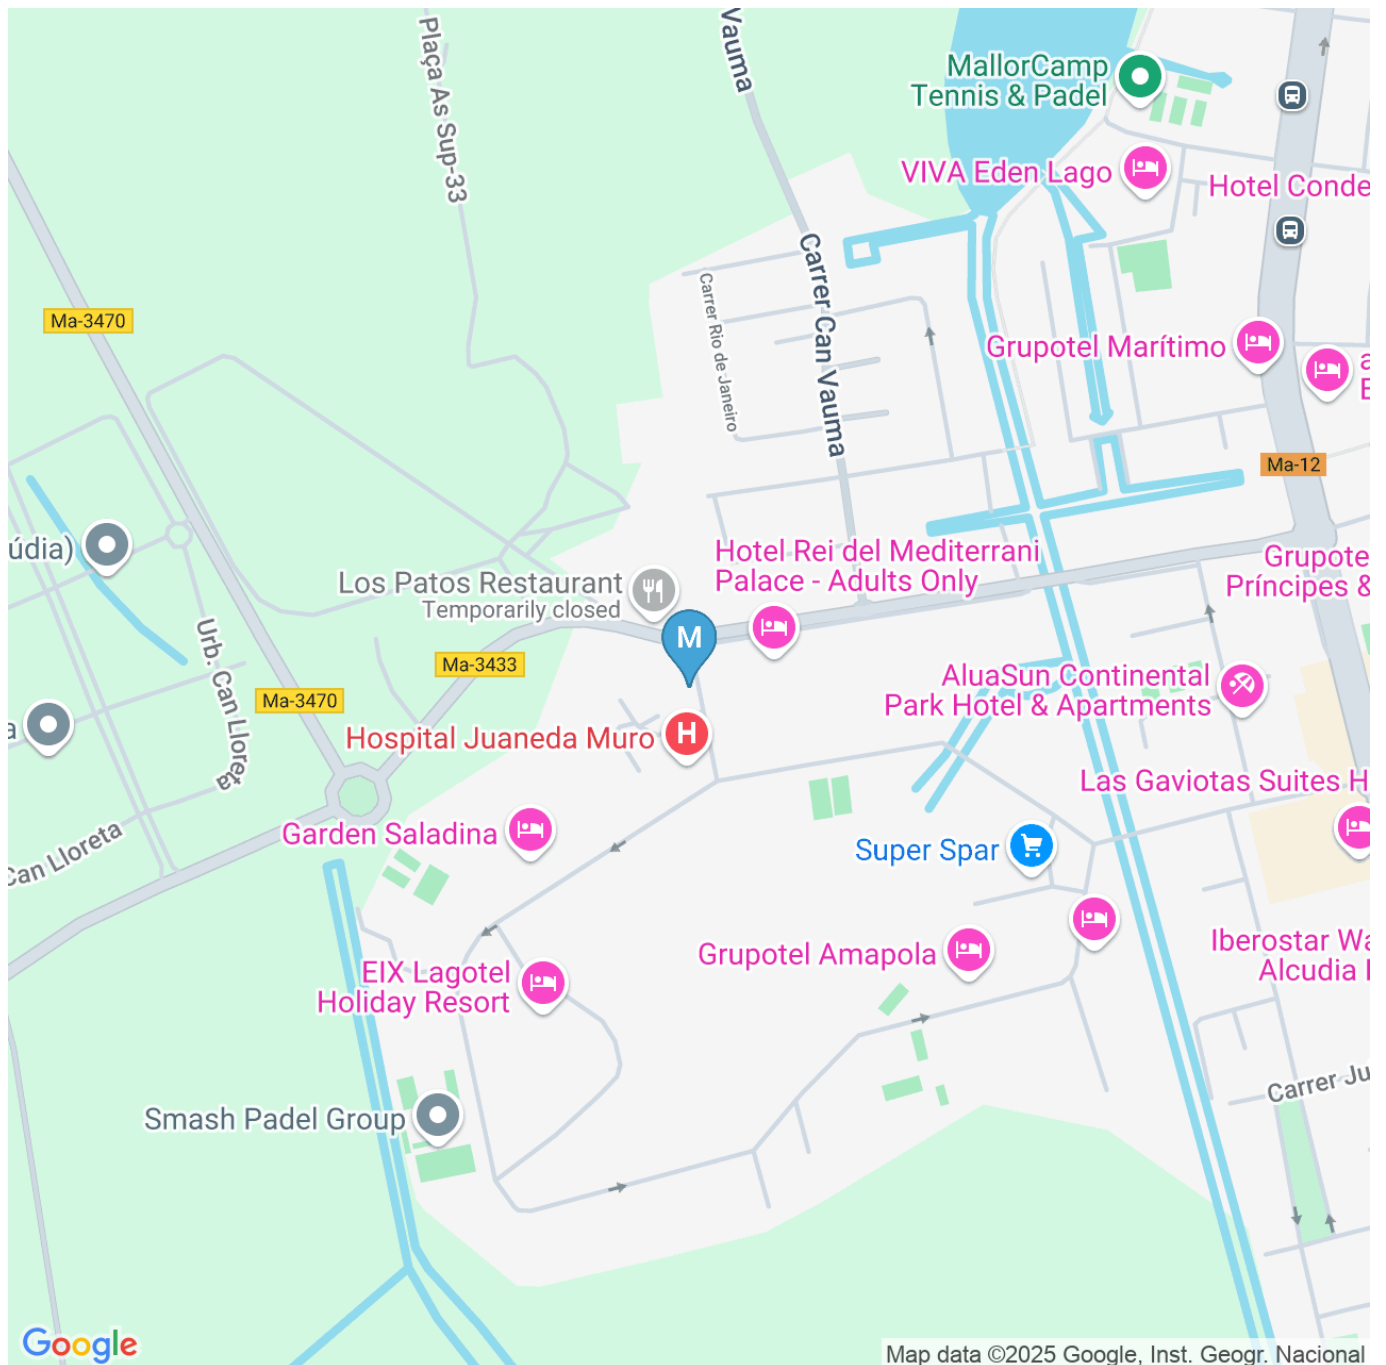 Plaça As Sup-33
Vauma
MallorCamp
Tennis & Padel
VIVA Eden Lago
Hotel Conde
Carrer Can Vauma
Carrer Rio de Janeiro
Ma-3470
Grupotel Marítimo
a
E
Ma-12
údia)
Hotel Rei del Mediterrani
Palace - Adults Only
Los Patos Restaurant
Temporarily closed
Grupote
Príncipes &
M
Ma-3433
Ma-3470
Urb. Can Lloreta
AluaSun Continental
Park Hotel & Apartments
a
Hospital Juaneda Muro
H
Las Gaviotas Suites H
Garden Saladina
Can Lloreta
Super Spar
Grupotel Amapola
Iberostar Wa
Alcudia
EIX Lagotel
Holiday Resort
Carrer Ju
Smash Padel Group
Google
Map data ©2025 Google, Inst. Geogr. Nacional